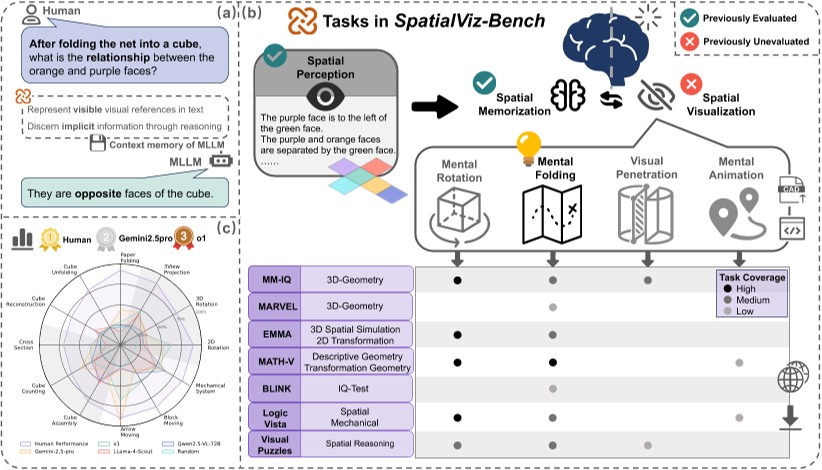 Human
(a)
After folding the net into a cube,
what is the relationship between the
orange and purple faces?
Represent visible visual references in text
Discern implicit information through reasoning
Context memory of MLLM
MLLM
They are opposite faces of the cube.
(b)
Tasks in SpatialViz-Bench
Previously Evaluated
Previously Unevaluated
Spatial
Perception
The purple face is to the left of
the green face.
The purple and orange faces
are separated by the green face.
......
Spatial
Memorization
Spatial
Visualization
Mental
Rotation
Mental
Folding
Visual
Penetration
Mental
Animation
CAD
</>
MM-IQ
3D-Geometry
MARVEL
3D-Geometry
EMMA
3D Spatial Simulation
2D Transformation
MATH-V
Descriptive Geometry
Transformation Geometry
BLINK
IQ-Test
Logic
Vista
Spatial
Mechanical
Visual
Puzzles
Spatial Reasoning
Task Coverage
High
Medium
Low
(c)
1 Human
2 Gemini2.5pro
3 o1
Paper
Folding
3View
Projection
3D
Rotation
2D
Rotation
Mechanical
System
Block
Moving
Arrow
Moving
Cube
Assembly
Cube
Counting
Cross
Section
Cube
Reconstruction
Cube
Unfolding
Human Performance
o1
Qwen2.5-VL-72B
Gemini-2.5-pro
LLama-4-Scout
Random